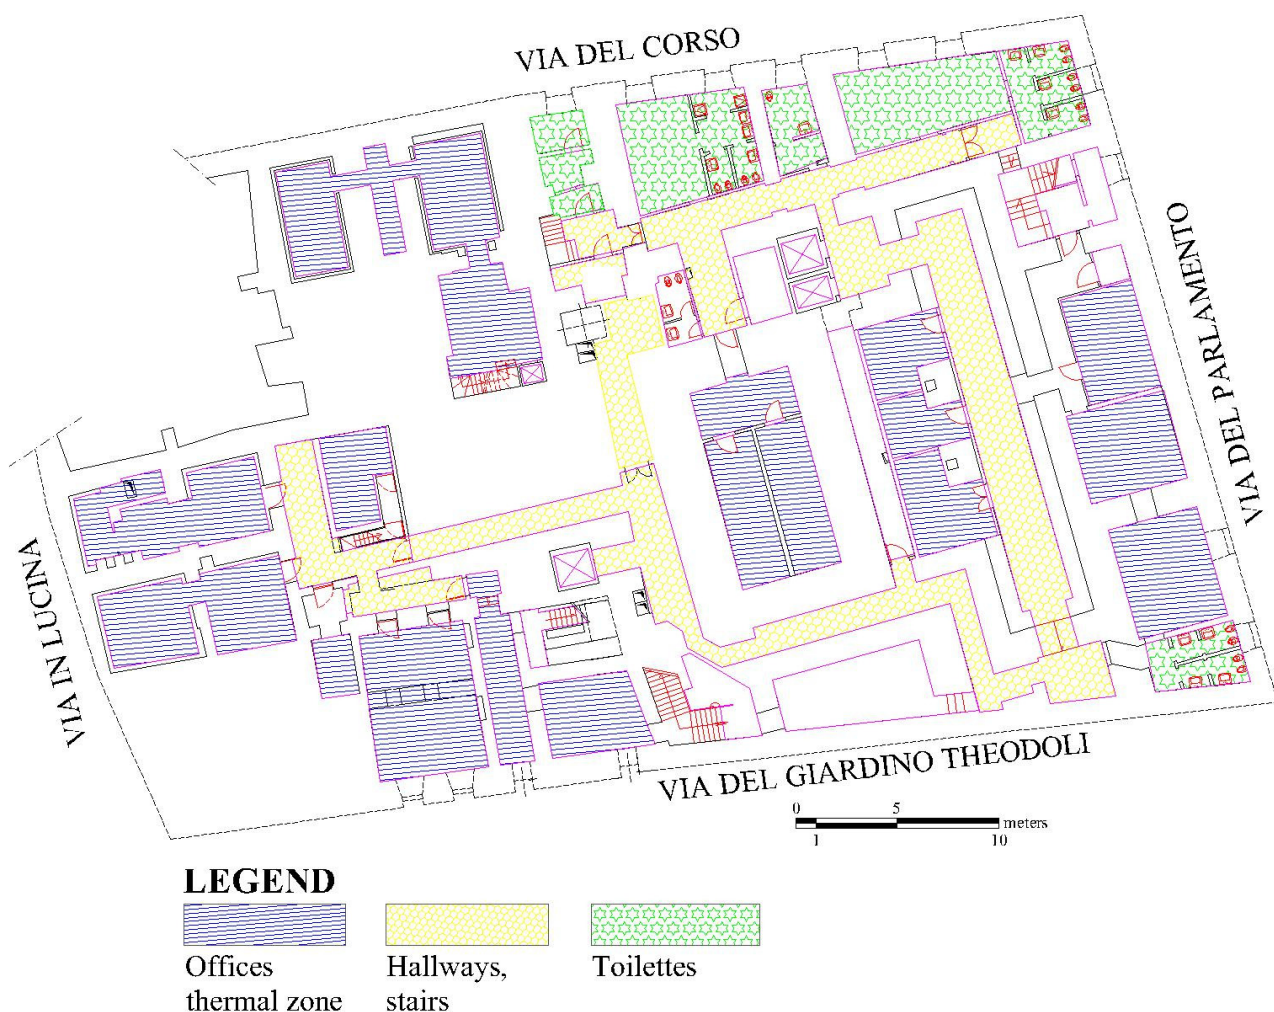 VIA DEL CORSO
VIA DEL PARLAMENTO
VIA IN LUCINA
VIA DEL GIARDINO THEODOLI
0 5
meters
1 10
LEGEND
Offices thermal zone
Hallways, stairs
Toilettes